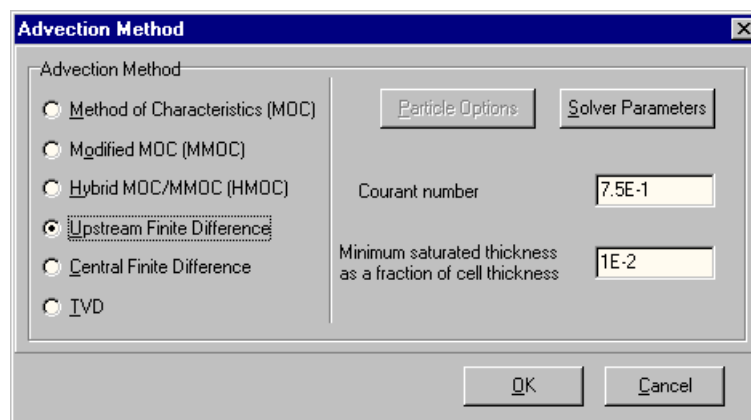 Advection Method
Advection Method
Method of Characteristics (MOC)
Modified MOC (MMOC)
Hybrid MOC/MMOC (HMOC)
Upstream Finite Difference
Central Finite Difference
TVD
Particle Options
Solver Parameters
Courant number
7.5E-1
Minimum saturated thickness
as a fraction of cell thickness
1E-2
OK
Cancel